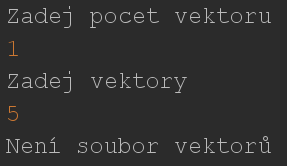 Zadej pocet vektoru
1
Zadej vektory
5
Není soubor vektorů